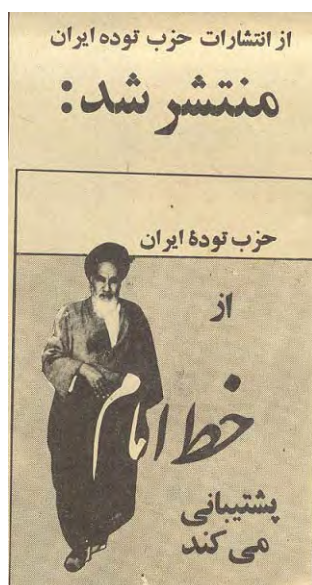 از انتشارات حزب توده ایران
منتشر شد:
حزب تودهٔ ایران
از
خط امام
پشتیبانی
می کند